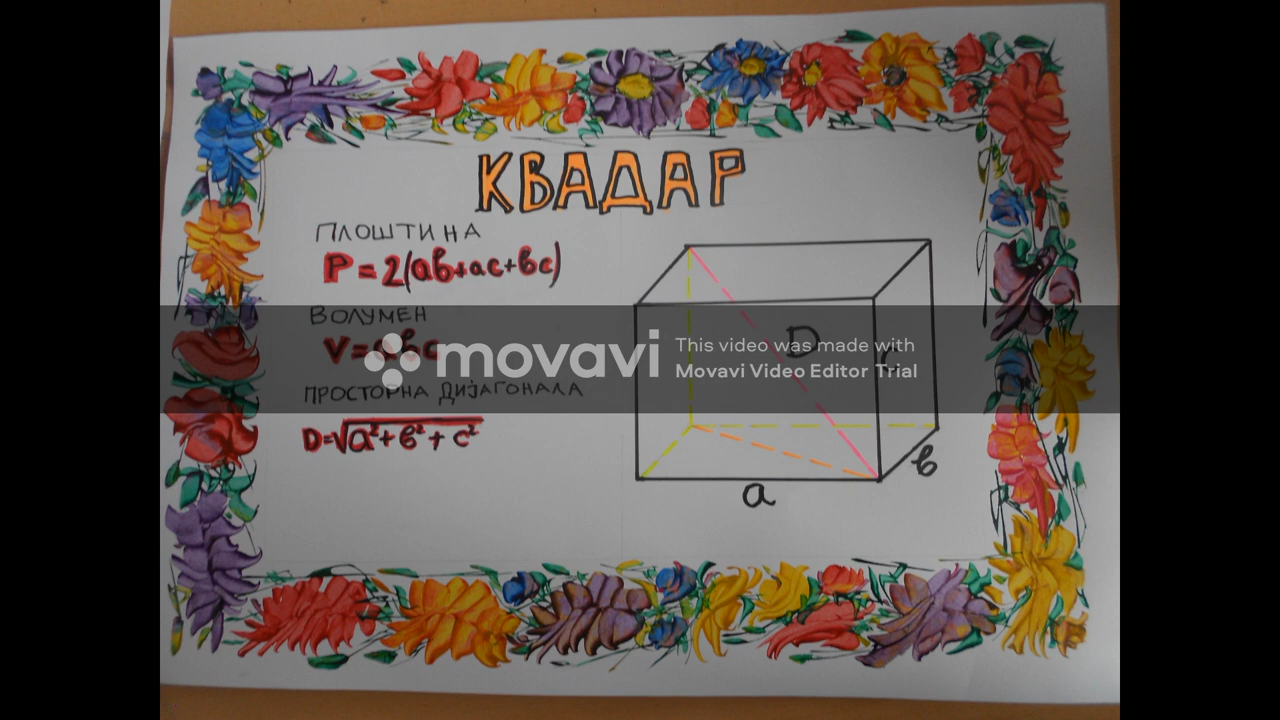 КВАДАР
ПЛОШТИНА
P = 2(ab+ac+bc)
ВОЛУМЕН
V=abc
ПРОСТОРНА ДИЈАГОНАЛА
D=√a²+b²+c²
D
c
b
a
movavi
This video was made with
Movavi Video Editor Trial